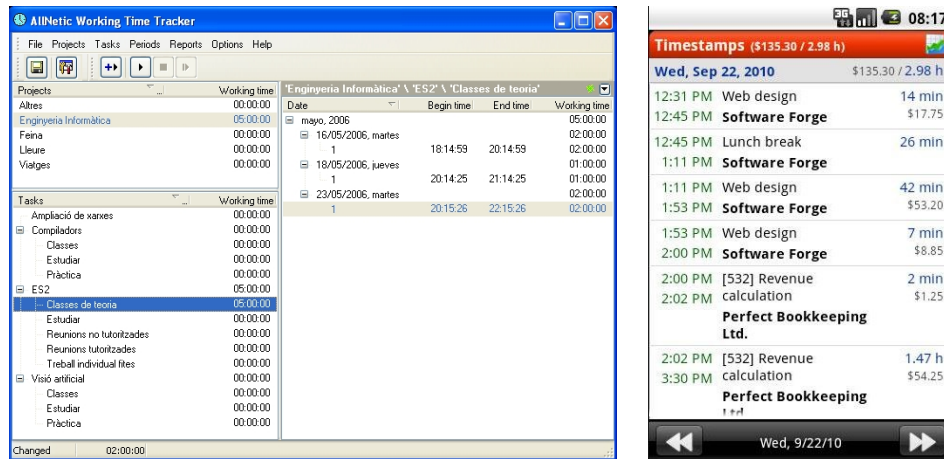 AllNetic Working Time Tracker
File Projects Tasks Periods Reports Options Help
Projects Working time
Altres 00:00:00
Enginyeria Informàtica 05:00:00
Feina 00:00:00
Lleure 00:00:00
Viatges 00:00:00
Tasks Working time
Ampliació de xarxes 00:00:00
Compiladors 00:00:00
Classes 00:00:00
Estudiar 00:00:00
Pràctica 00:00:00
ES2 05:00:00
Classes de teoria 05:00:00
Estudiar 00:00:00
Reunions no tutoritzades 00:00:00
Reunions tutoritzades 00:00:00
Treball individual fites 00:00:00
Visió artificial 00:00:00
Classes 00:00:00
Estudiar 00:00:00
Pràctica 00:00:00
Changed 02:00:00
'Enginyeria Informàtica' \ 'ES2' \ 'Classes de teoria'
Date Begin time End time Working time
mayo, 2006 05:00:00
16/05/2006, martes 02:00:00
1 18:14:59 20:14:59 02:00:00
18/05/2006, jueves 01:00:00
1 20:14:25 21:14:25 01:00:00
23/05/2006, martes 02:00:00
1 20:15:26 22:15:26 02:00:00
3G 08:17
Timestamps ($135.30 / 2.98 h)
Wed, Sep 22, 2010 $135.30 / 2.98 h
12:31 PM Web design 14 min
12:45 PM Software Forge $17.75
12:45 PM Lunch break 26 min
1:11 PM Software Forge
1:11 PM Web design 42 min
1:53 PM Software Forge $53.20
1:53 PM Web design 7 min
2:00 PM Software Forge $8.85
2:00 PM [532] Revenue 2 min
2:02 PM calculation $1.25
Perfect Bookkeeping
Ltd.
2:02 PM [532] Revenue 1.47 h
3:30 PM calculation $54.25
Perfect Bookkeeping
Ltd
Wed, 9/22/10